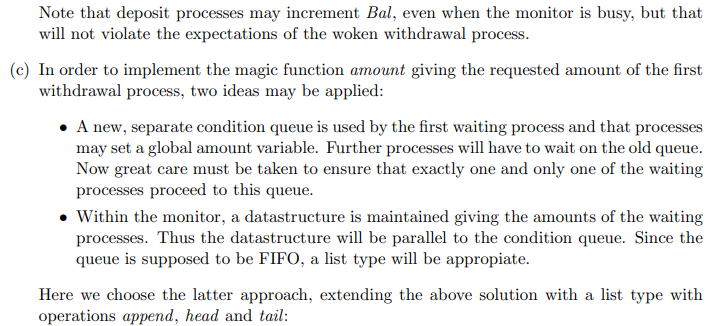 Note that deposit processes may increment Bal, even when the monitor is busy, but that
will not violate the expectations of the woken withdrawal process.
(c) In order to implement the magic function amount giving the requested amount of the first
withdrawal process, two ideas may be applied:
• A new, separate condition queue is used by the first waiting process and that processes
may set a global amount variable. Further processes will have to wait on the old queue.
Now great care must be taken to ensure that exactly one and only one of the waiting
processes proceed to this queue.
• Within the monitor, a datastructure is maintained giving the amounts of the waiting
processes. Thus the datastructure will be parallel to the condition queue. Since the
queue is supposed to be FIFO, a list type will be appropiate.
Here we choose the latter approach, extending the above solution with a list type with
operations append, head and tail: